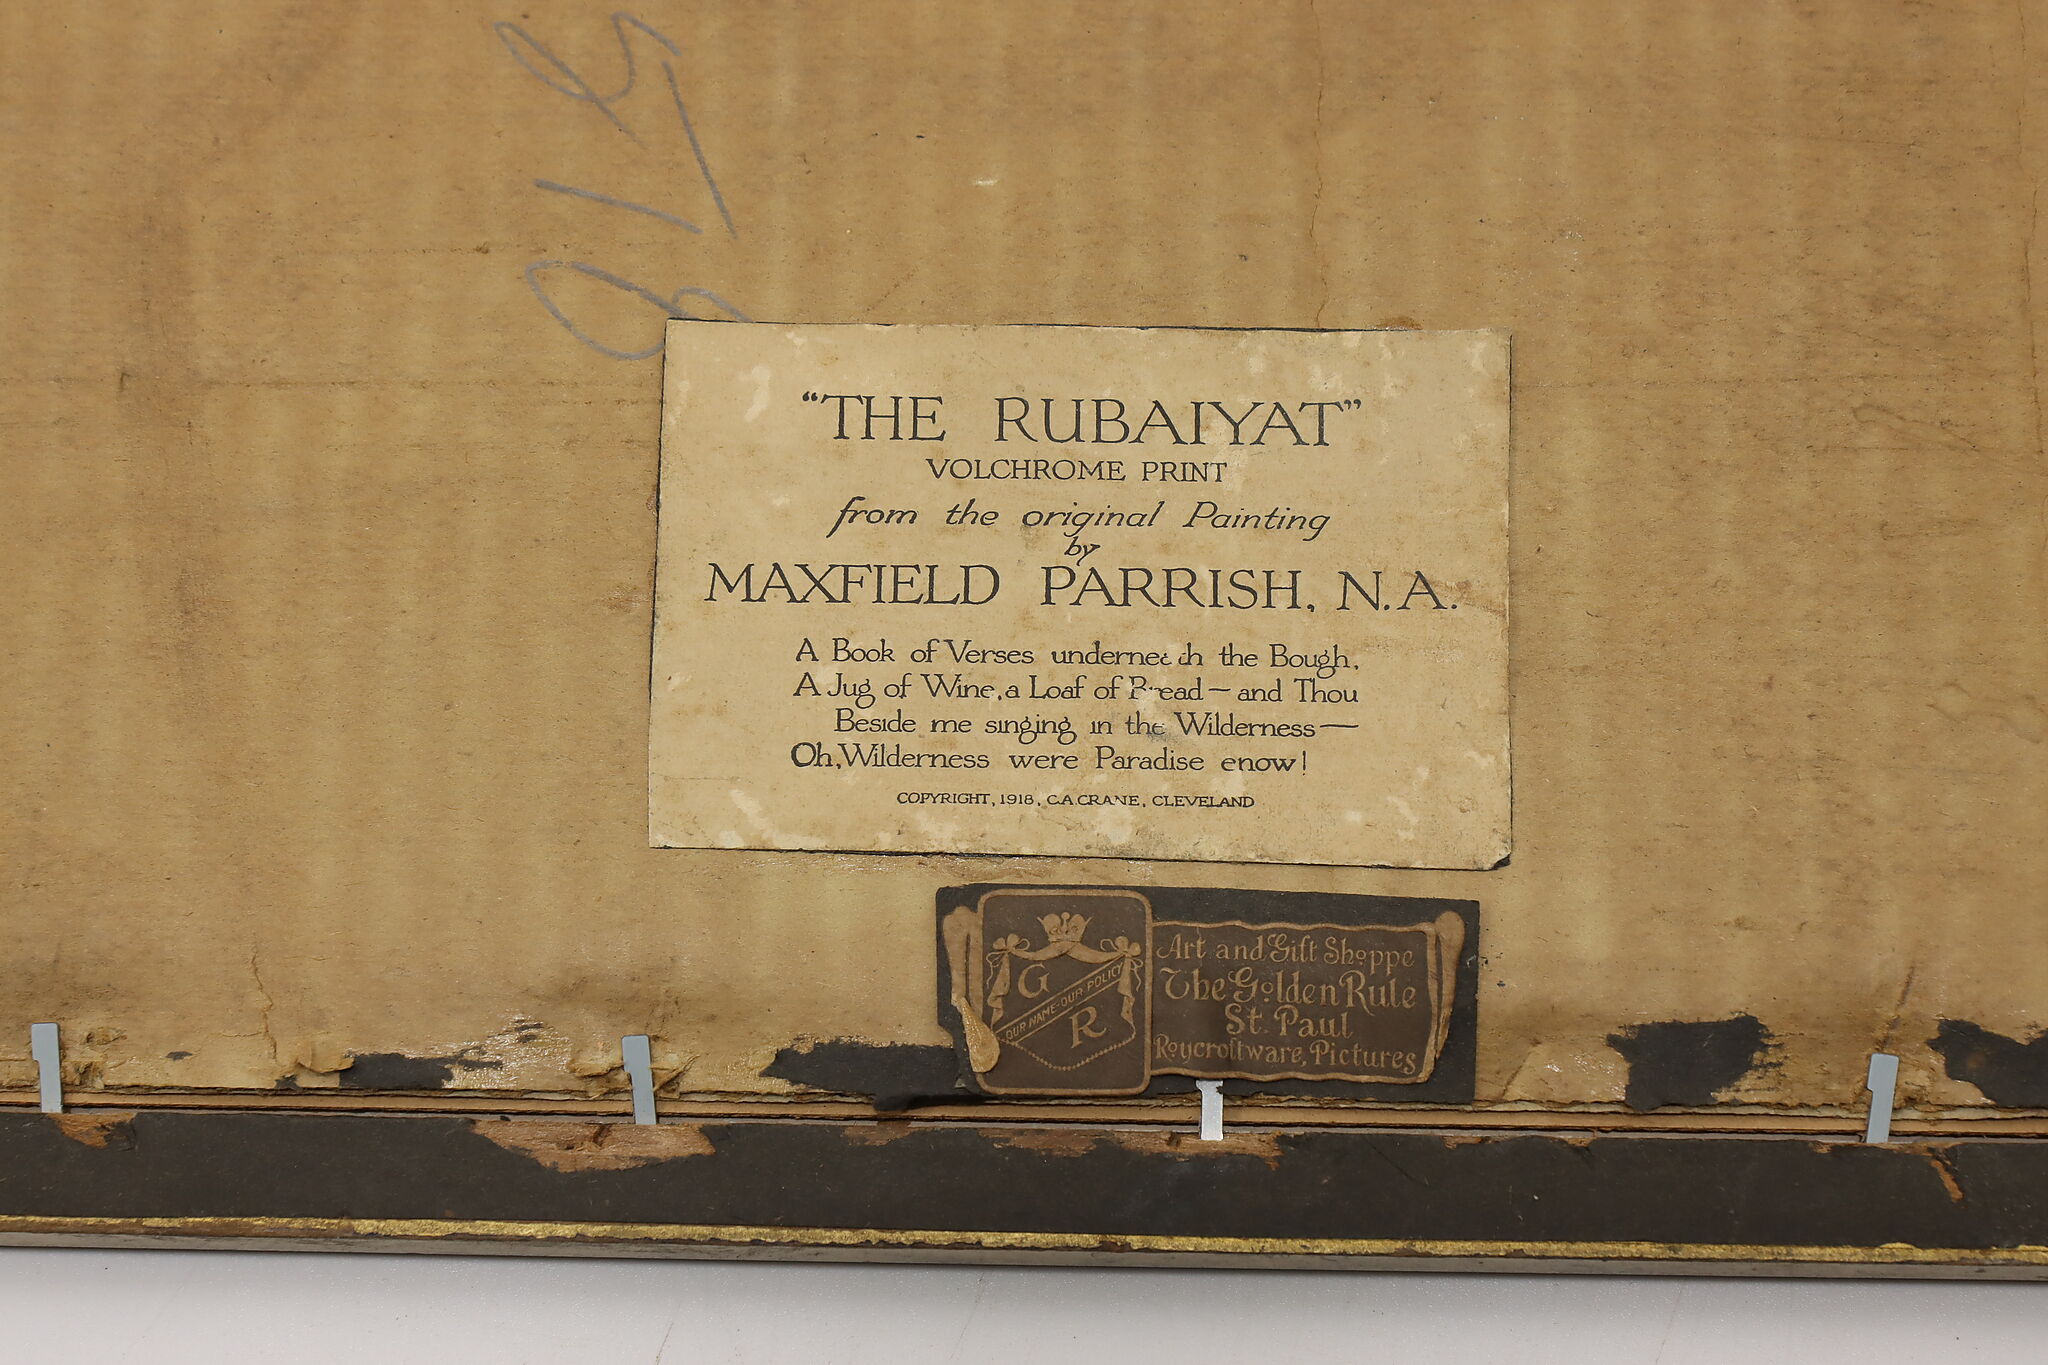 “THE RUBAIYAT”
VOLCHROME PRINT
from the original Painting
by
MAXFIELD PARRISH, N.A.
A Book of Verses underneath the Bough,
A Jug of Wine, a Loaf of Bread — and Thou
Beside me singing in the Wilderness —
Oh, Wilderness were Paradise enow!
COPYRIGHT, 1918, C.A. CRANE, CLEVELAND
G
OUR NAME-OUR POLICY
R
Art and Gift Shoppe
The Golden Rule
St. Paul
Roycroftware, Pictures